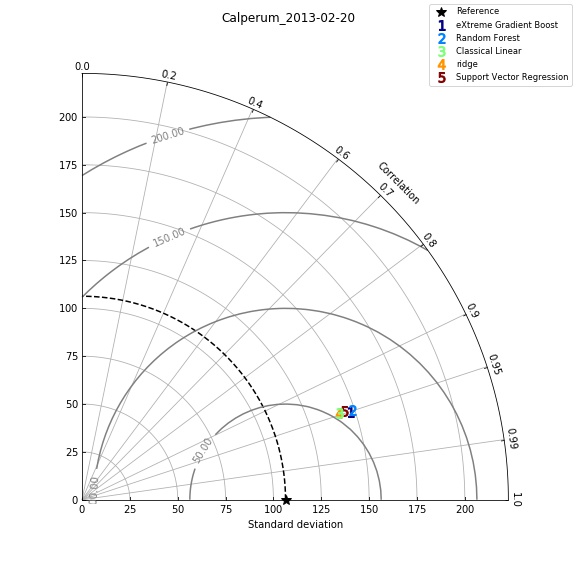 Calperum_2013-02-20
Reference
1 eXtreme Gradient Boost
2 Random Forest
3 Classical Linear
4 ridge
5 Support Vector Regression
0.0
0.2
0.4
0.6
Correlation
0.7
0.8
0.9
0.95
0.99
1.0
200.00
150.00
50.00
200
175
150
125
100
75
50
25
0
5
2
0 25 50 75 100 125 150 175 200
Standard deviation